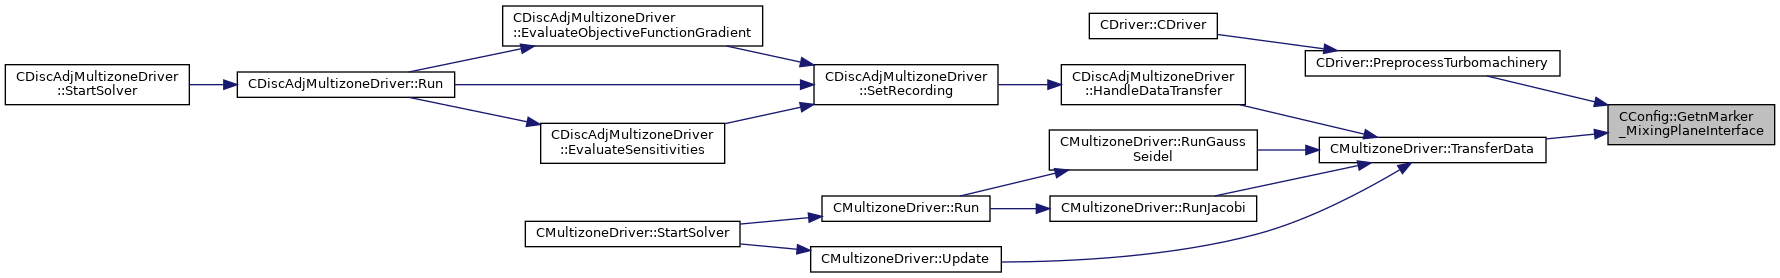 CDiscAdjMultizoneDriver
::StartSolver
CDiscAdjMultizoneDriver::Run
CDiscAdjMultizoneDriver
::EvaluateObjectiveFunctionGradient
CDiscAdjMultizoneDriver
::EvaluateSensitivities
CDiscAdjMultizoneDriver
::SetRecording
CDiscAdjMultizoneDriver
::HandleDataTransfer
CDriver::CDriver
CDriver::PreprocessTurbomachinery
CConfig::GetnMarker
_MixingPlaneInterface
CMultizoneDriver::TransferData
CMultizoneDriver::RunGauss
Seidel
CMultizoneDriver::RunJacobi
CMultizoneDriver::Run
CMultizoneDriver::StartSolver
CMultizoneDriver::Update